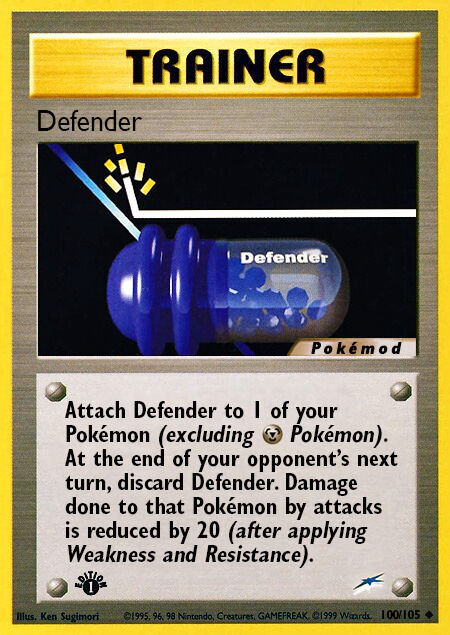 TRAINER
Defender
Defender
Pokémod
Attach Defender to 1 of your
Pokémon (excluding Pokémon).
At the end of your opponent's next
turn, discard Defender. Damage
done to that Pokémon by attacks
is reduced by 20 (after applying
Weakness and Resistance).
EDITION
1
Illus. Ken Sugimori ©1995, 96, 98 Nintendo, Creatures, GAMEFREAK. ©1999 Wizards. 100/105